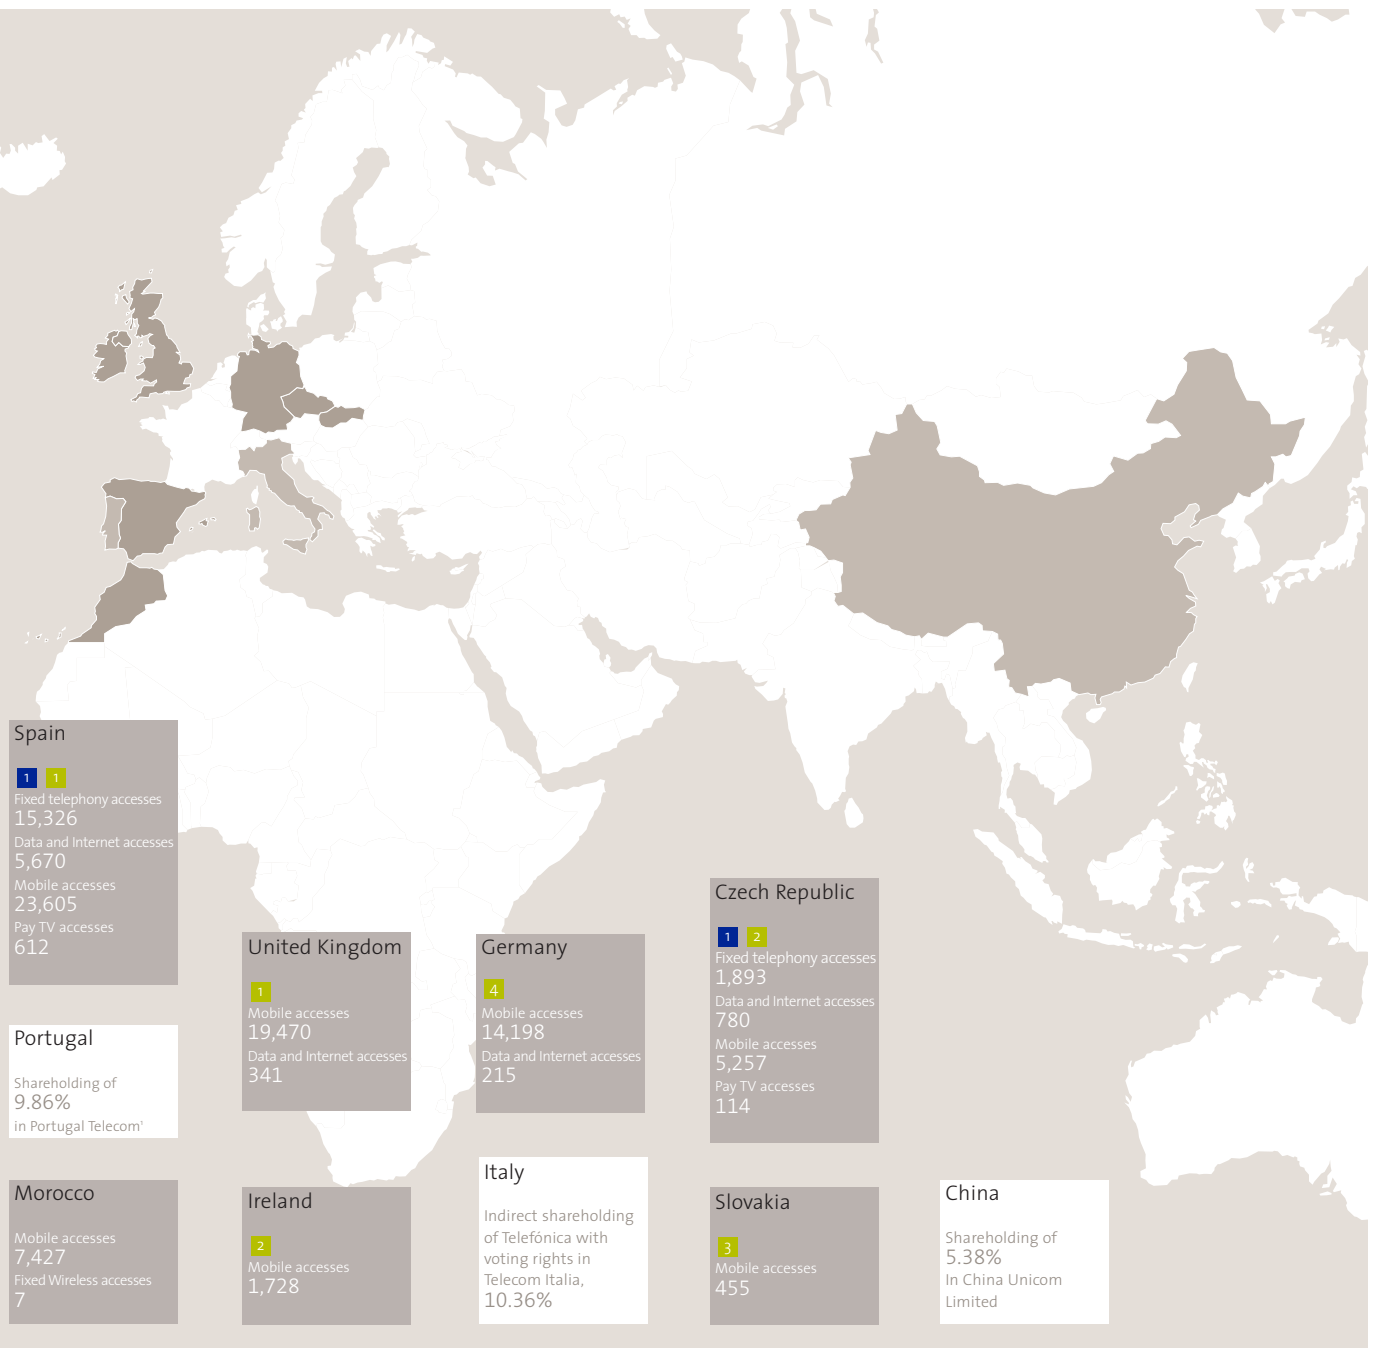 Spain
1 1
Fixed telephony accesses
15,326
Data and Internet accesses
5,670
Mobile accesses
23,605
Pay TV accesses
612
Portugal
Shareholding of
9.86%
in Portugal Telecom¹
Morocco
Mobile accesses
7,427
Fixed Wireless accesses
7
United Kingdom
1
Mobile accesses
19,470
Data and Internet accesses
341
Ireland
2
Mobile accesses
1,728
Germany
4
Mobile accesses
14,198
Data and Internet accesses
215
Italy
Indirect shareholding
of Telefónica with
voting rights in
Telecom Italia,
10.36%
Czech Republic
1 2
Fixed telephony accesses
1,893
Data and Internet accesses
780
Mobile accesses
5,257
Pay TV accesses
114
Slovakia
3
Mobile accesses
455
China
Shareholding of
5.38%
In China Unicom
Limited